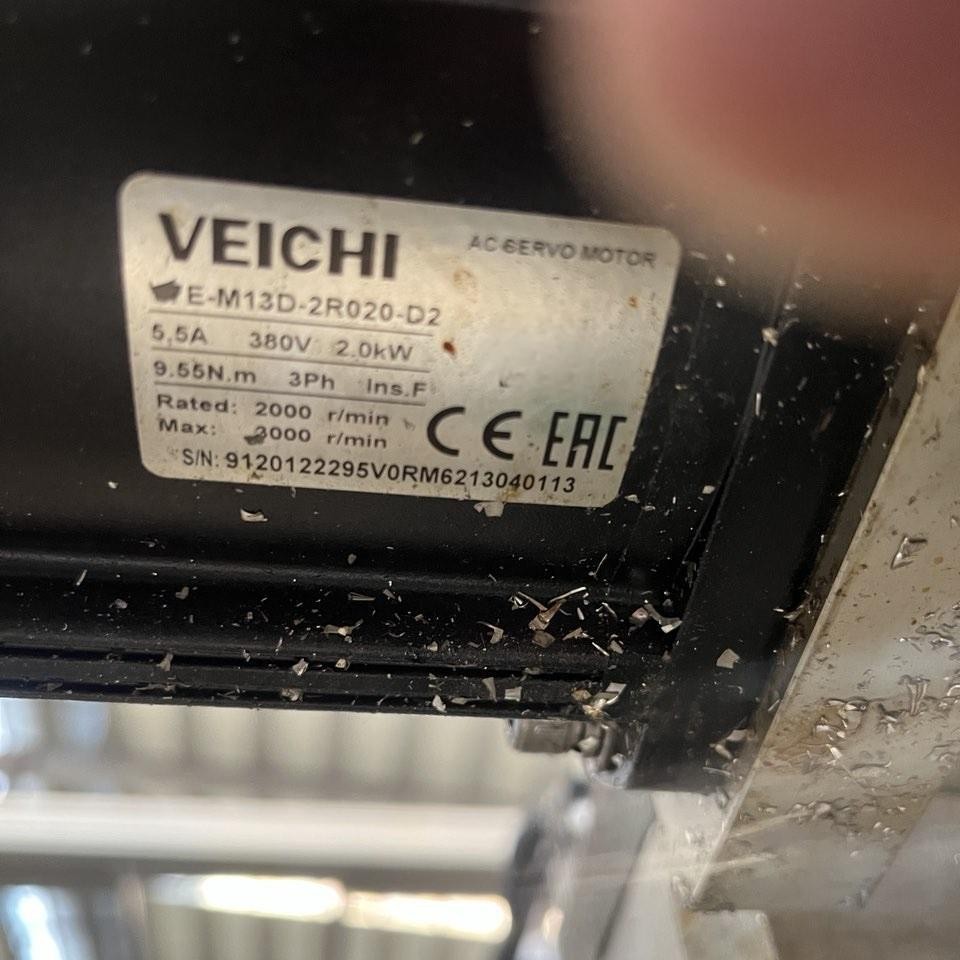 VEICHI
AC SERVO MOTOR
E-M13D-2R020-D2
5,5A 380V 2.0kW
9.55N.m 3Ph Ins.F
Rated: 2000 r/min
Max: 3000 r/min
CE EAC
S/N: 9120122295V0RM6213040113